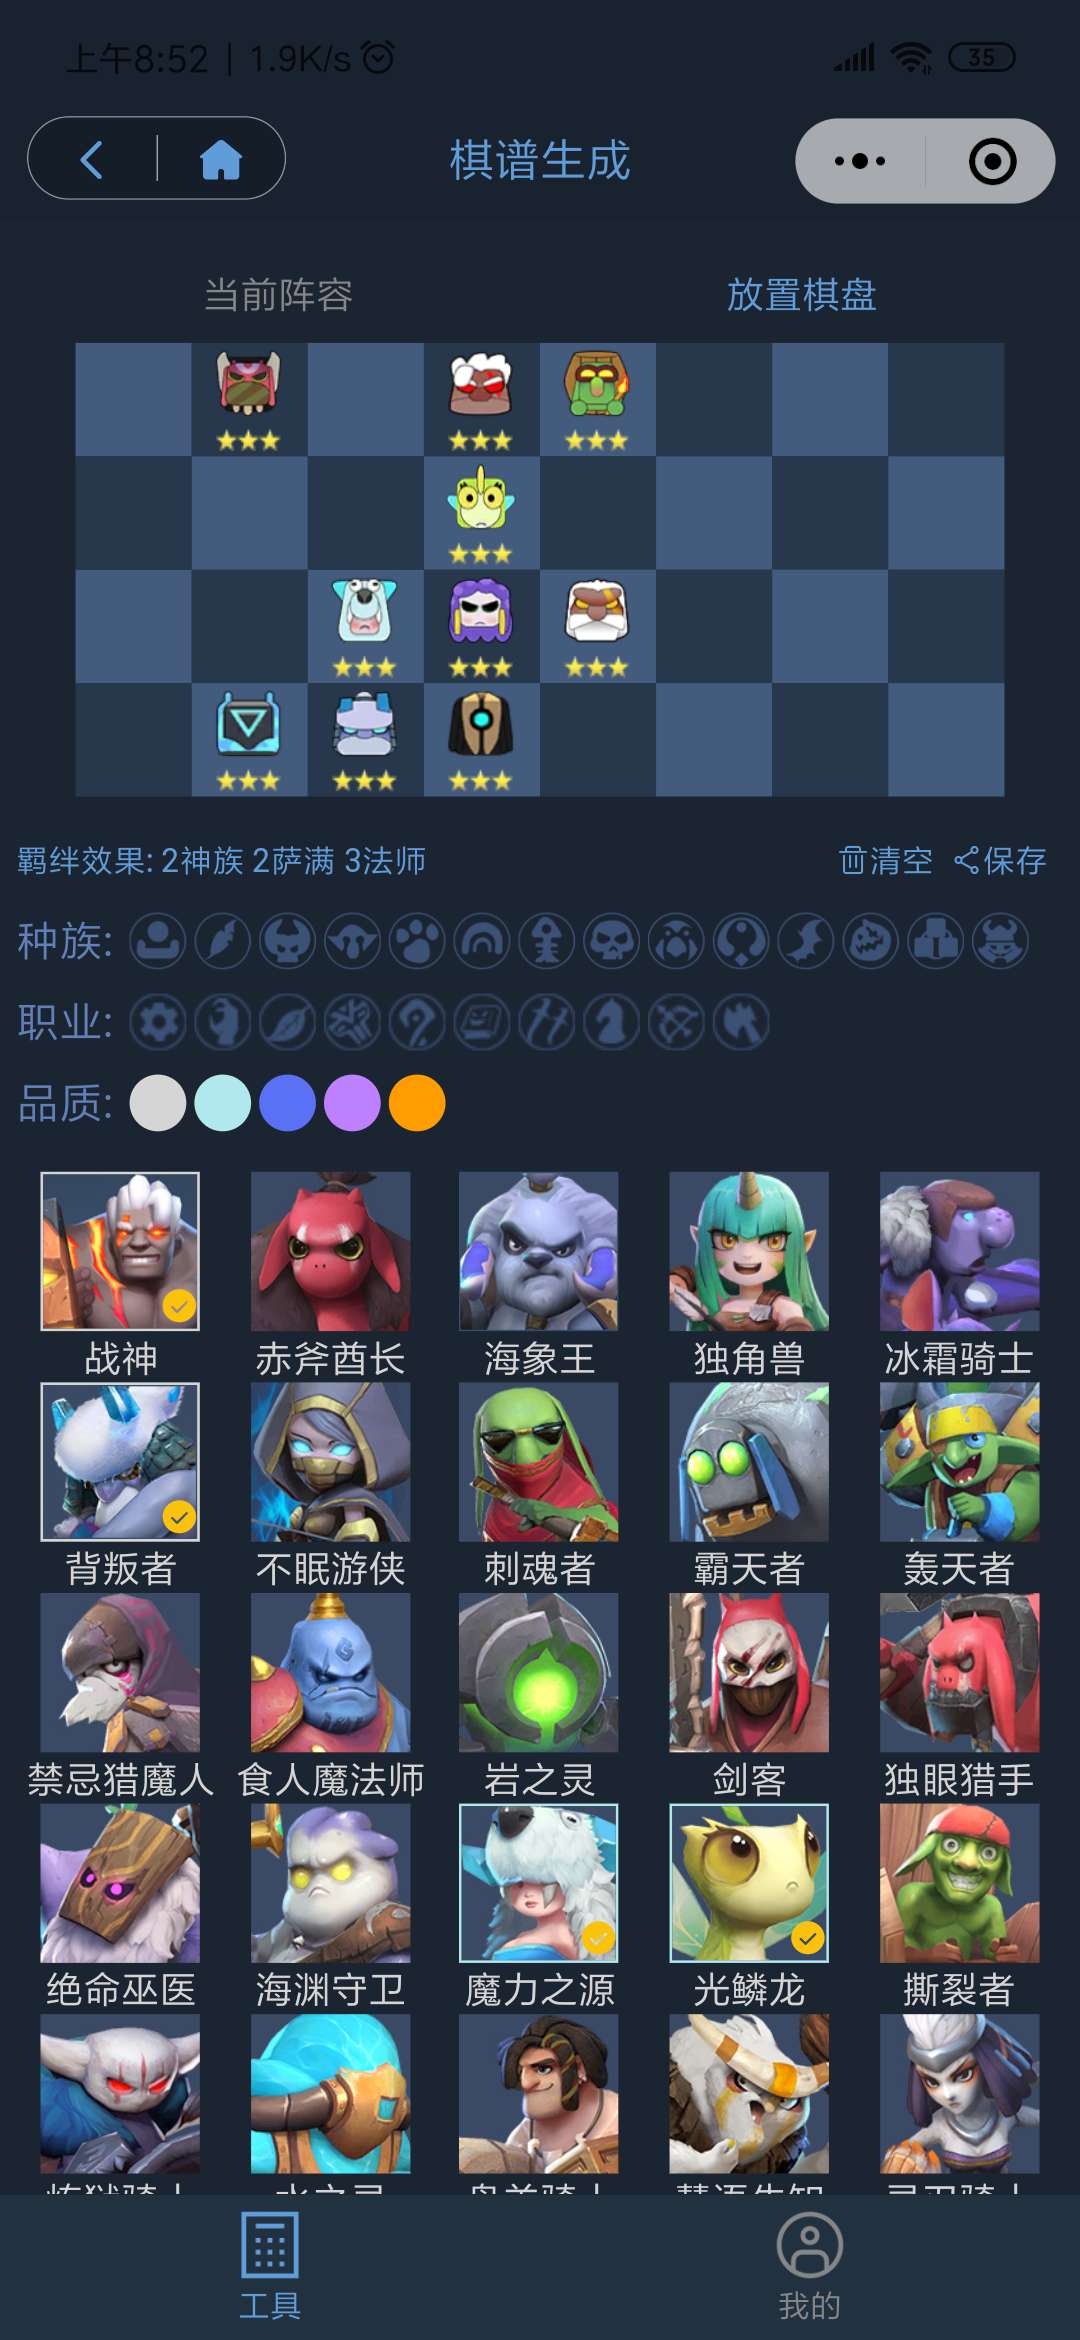 上午8:52 | 1.9K/s
35
棋谱生成
当前阵容 放置棋盘
羁绊效果: 2神族 2萨满 3法师 清空 保存
种族:
职业:
品质:
战神 赤斧酋长 海象王 独角兽 冰霜骑士
背叛者 不眠游侠 刺魂者 霸天者 轰天者
禁忌猎魔人 食人魔法师 岩之灵 剑客 独眼猎手
绝命巫医 海渊守卫 魔力之源 光鳞龙 撕裂者
工具 我的